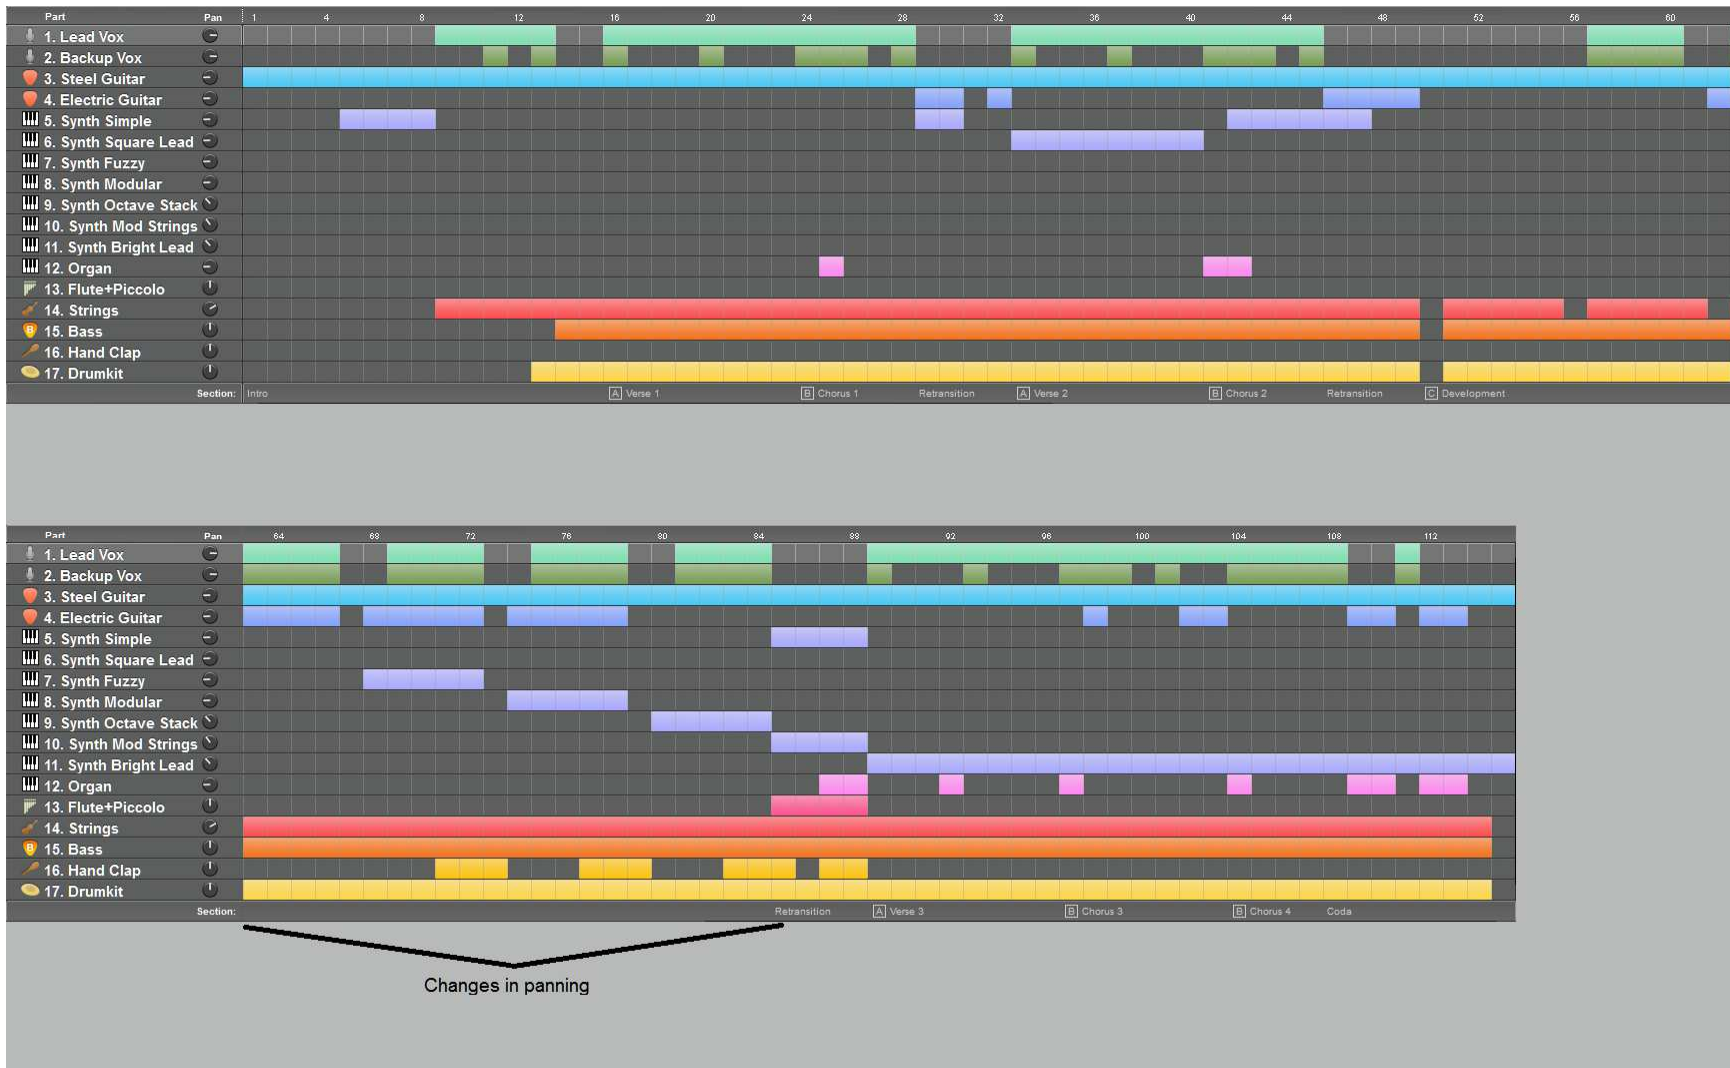 Part Pan 1 4 8 12 16 20 24 28 32 36 40 44 48 52 56 60
1. Lead Vox
2. Backup Vox
3. Steel Guitar
4. Electric Guitar
5. Synth Simple
6. Synth Square Lead
7. Synth Fuzzy
8. Synth Modular
9. Synth Octave Stack
10. Synth Mod Strings
11. Synth Bright Lead
12. Organ
13. Flute+Piccolo
14. Strings
B 15. Bass
16. Hand Clap
17. Drumkit
Section: Intro A Verse 1 B Chorus 1 Retransition A Verse 2 B Chorus 2 Retransition C Development
Part Pan 64 68 72 76 80 84 88 92 96 100 104 108 112
1. Lead Vox
2. Backup Vox
3. Steel Guitar
4. Electric Guitar
5. Synth Simple
6. Synth Square Lead
7. Synth Fuzzy
8. Synth Modular
9. Synth Octave Stack
10. Synth Mod Strings
11. Synth Bright Lead
12. Organ
13. Flute+Piccolo
14. Strings
B 15. Bass
16. Hand Clap
17. Drumkit
Section: Retransition A Verse 3 B Chorus 3 B Chorus 4 Coda
Changes in panning